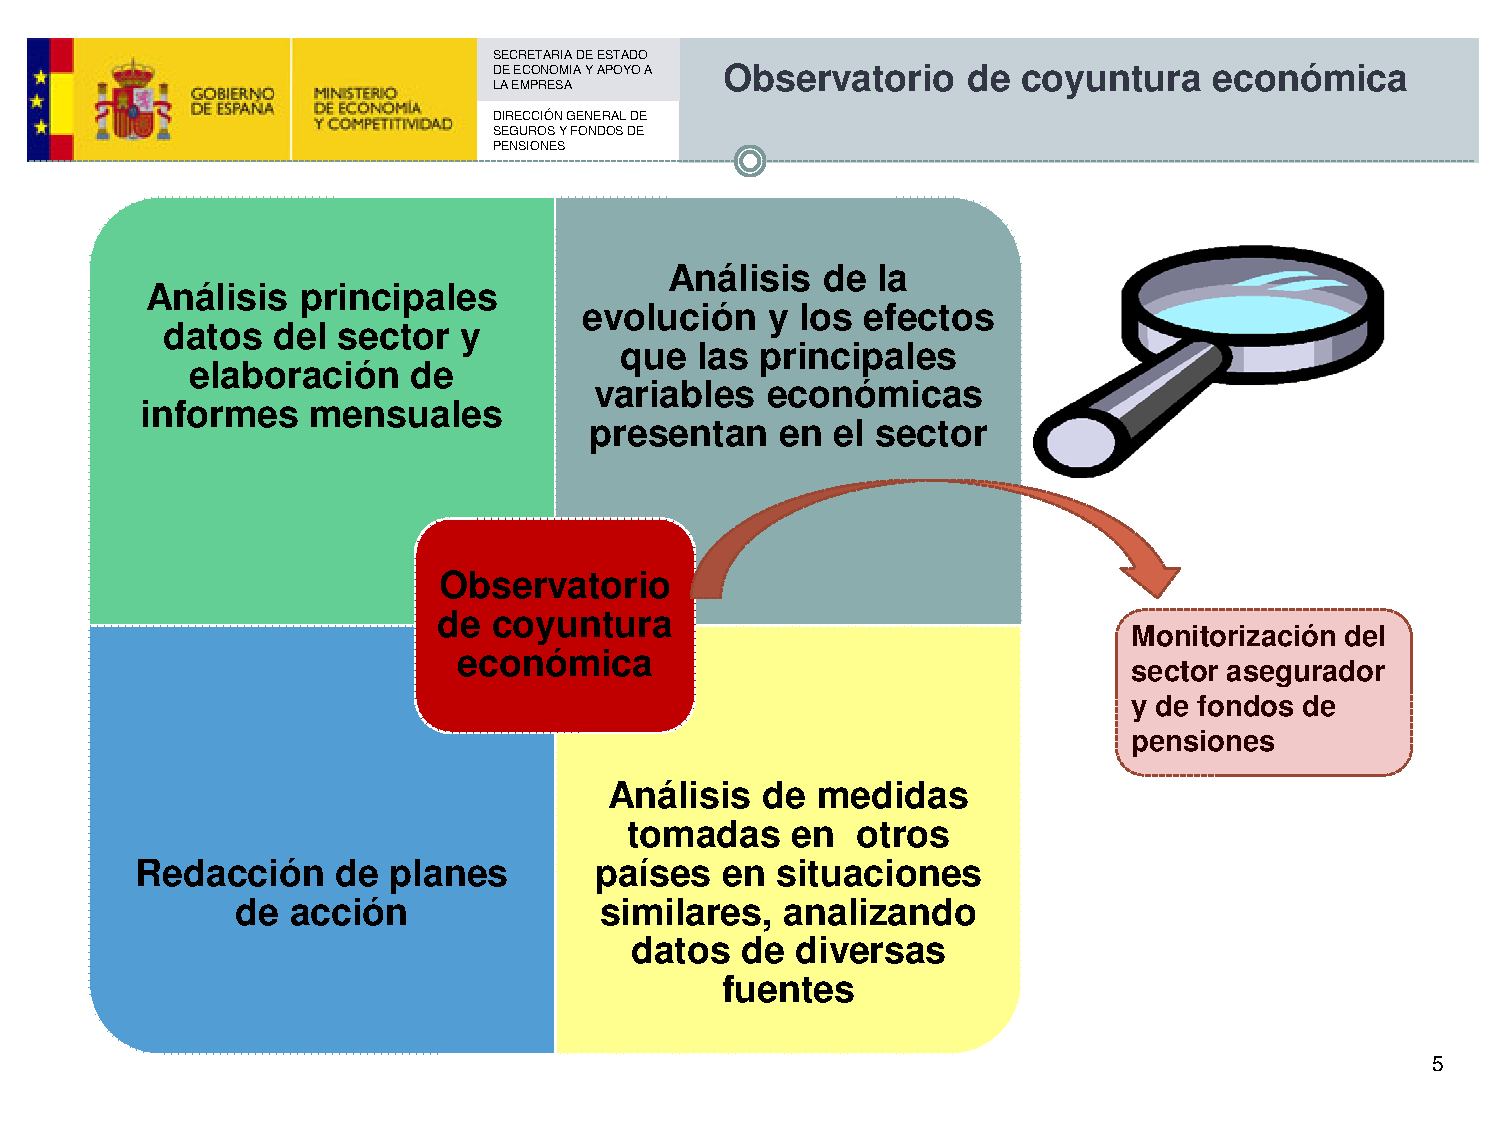 GOBIERNO
DE ESPAÑA
MINISTERIO
DE ECONOMÍA
Y COMPETITIVIDAD
SECRETARIA DE ESTADO
DE ECONOMIA Y APOYO A
LA EMPRESA
DIRECCIÓN GENERAL DE
SEGUROS Y FONDOS DE
PENSIONES
Observatorio de coyuntura económica
Análisis principales
datos del sector y
elaboración de
informes mensuales
Análisis de la
evolución y los efectos
que las principales
variables económicas
presentan en el sector
Observatorio
de coyuntura
económica
Monitorización del
sector asegurador
y de fondos de
pensiones
Redacción de planes
de acción
Análisis de medidas
tomadas en otros
países en situaciones
similares, analizando
datos de diversas
fuentes
5